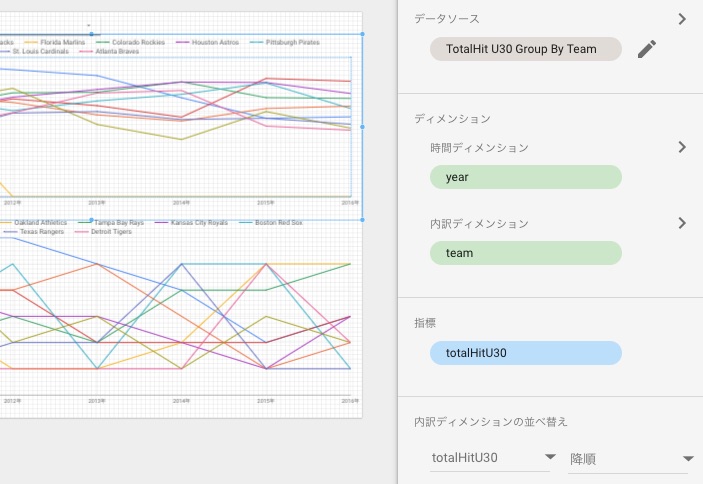 acks Florida Marlins Colorado Rockies Houston Astros Pittsburgh Pirates
St. Louis Cardinals Atlanta Braves
2012年 2013年 2014年 2015年 2016年
Oakland Athletics Tampa Bay Rays Kansas City Royals Boston Red Sox
Texas Rangers Detroit Tigers
2012年 2013年 2014年 2015年 2016年
データソース
TotalHit U30 Group By Team
ディメンション
時間ディメンション
year
内訳ディメンション
team
指標
totalHitU30
内訳ディメンションの並べ替え
totalHitU30 降順